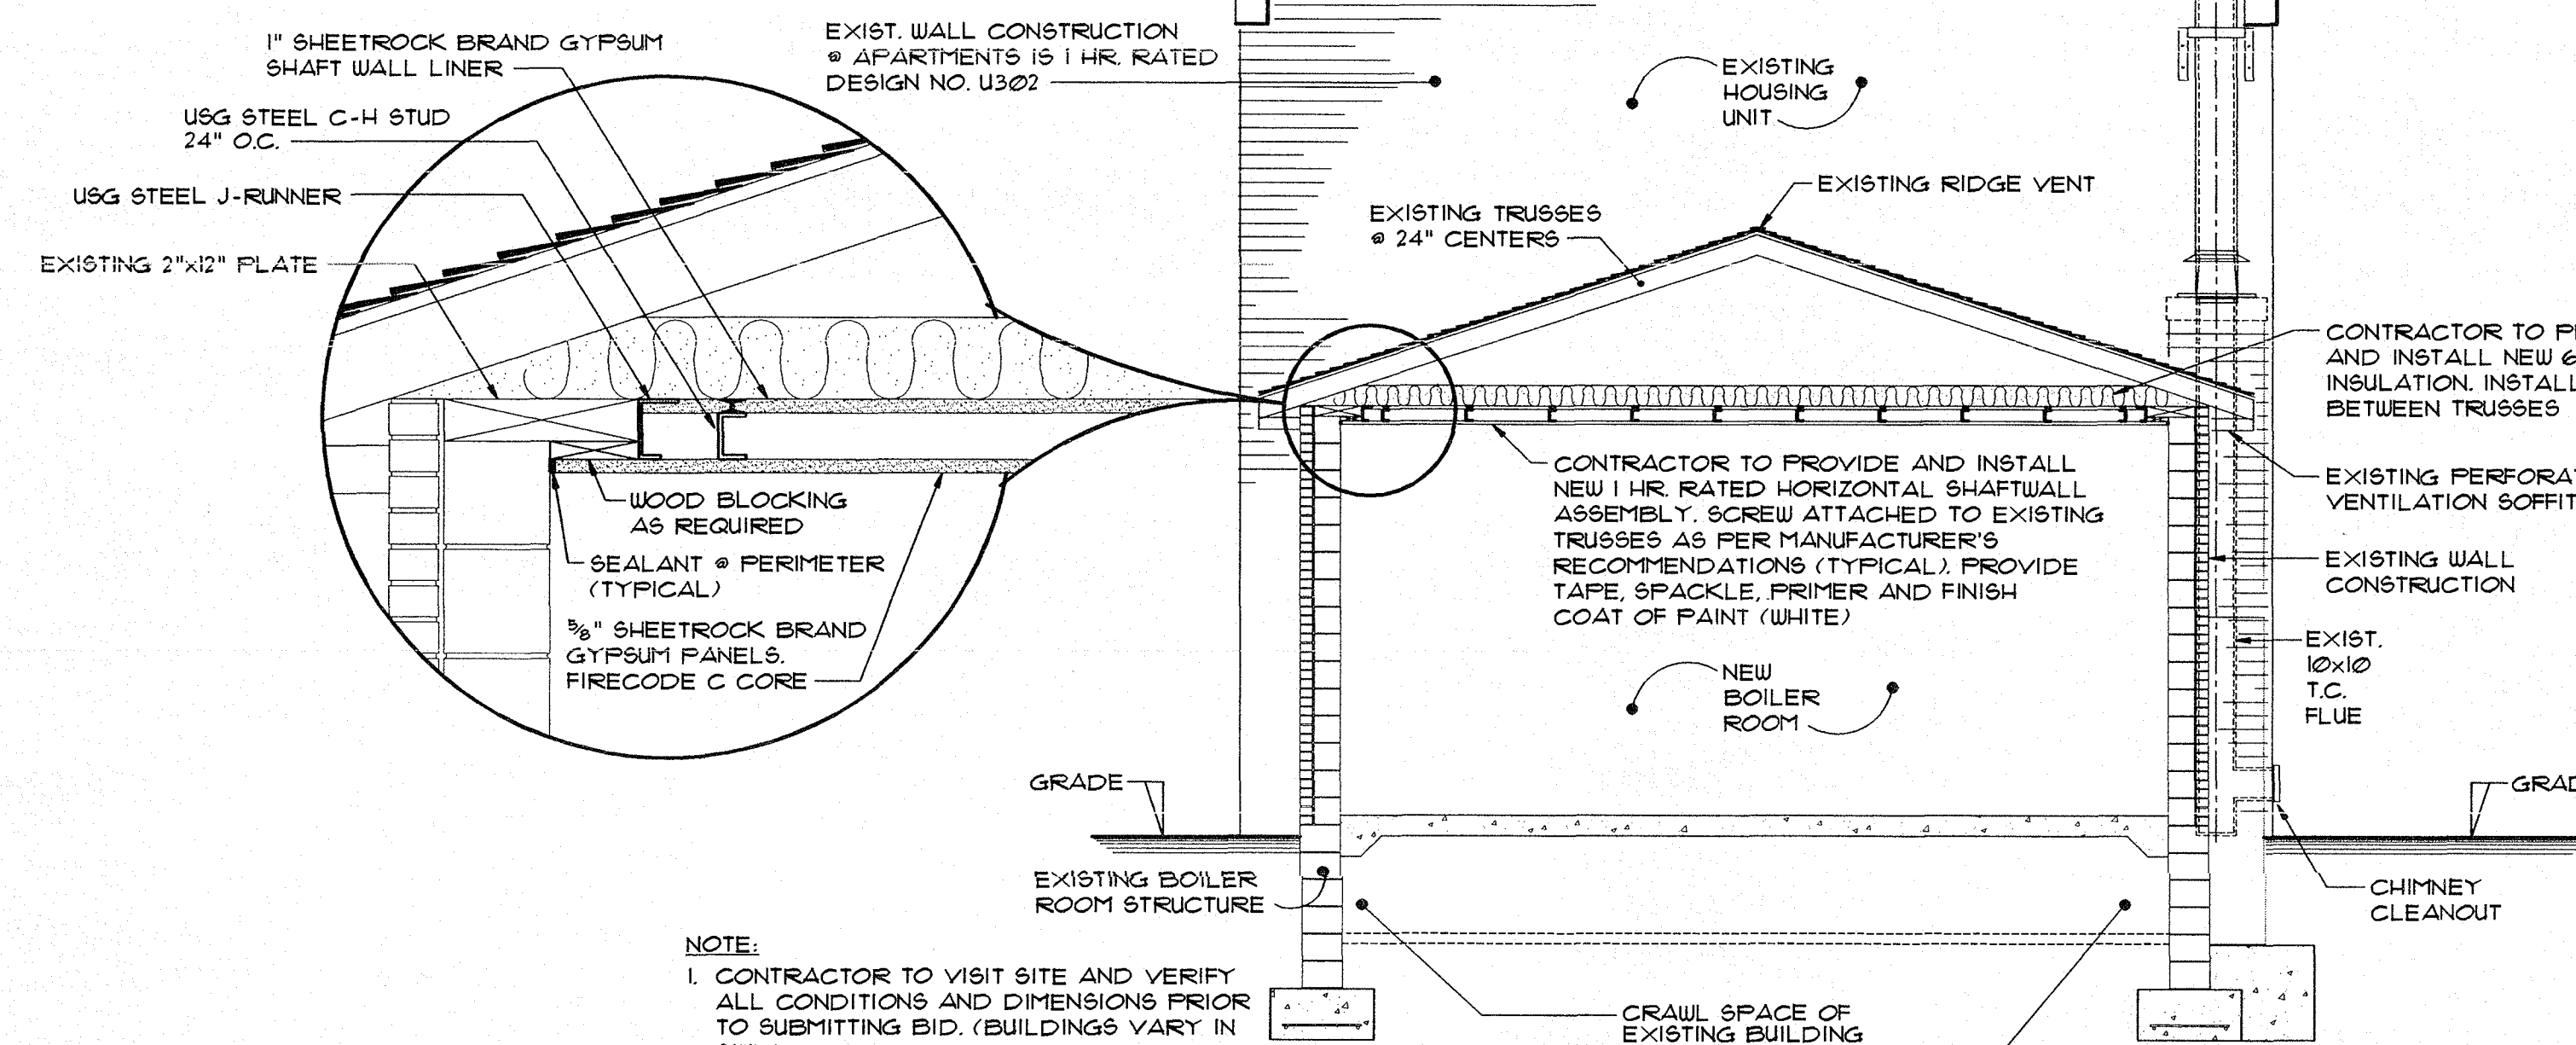 1" SHEETROCK BRAND GYPSUM
SHAFT WALL LINER
USG STEEL C-H STUD
24" O.C.
USG STEEL J-RUNNER
EXISTING 2"x12" PLATE
WOOD BLOCKING
AS REQUIRED
SEALANT @ PERIMETER
(TYPICAL)
5/8" SHEETROCK BRAND
GYPSUM PANELS.
FIRECODE C CORE
EXIST. WALL CONSTRUCTION
@ APARTMENTS IS 1 HR. RATED
DESIGN NO. U302
EXISTING
HOUSING
UNIT
EXISTING RIDGE VENT
EXISTING TRUSSES
@ 24" CENTERS
CONTRACTOR TO
AND INSTALL NEW
INSULATION. INSTALL
BETWEEN TRUSSES
EXISTING
VENTILATION SOFFIT
EXISTING WALL
CONSTRUCTION
EXIST.
10x10
T.C.
FLUE
CONTRACTOR TO PROVIDE AND INSTALL
NEW 1 HR. RATED HORIZONTAL SHAFTWALL
ASSEMBLY. SCREW ATTACHED TO EXISTING
TRUSSES AS PER MANUFACTURER'S
RECOMMENDATIONS (TYPICAL). PROVIDE
TAPE, SPACKLE, PRIMER AND FINISH
COAT OF PAINT (WHITE)
NEW
BOILER
ROOM
GRADE
EXISTING BOILER
ROOM STRUCTURE
CHIMNEY
CLEANOUT
CRAWL SPACE OF
EXISTING BUILDING
NOTE:
1. CONTRACTOR TO VISIT SITE AND VERIFY
ALL CONDITIONS AND DIMENSIONS PRIOR
TO SUBMITTING BID. (BUILDINGS VARY IN